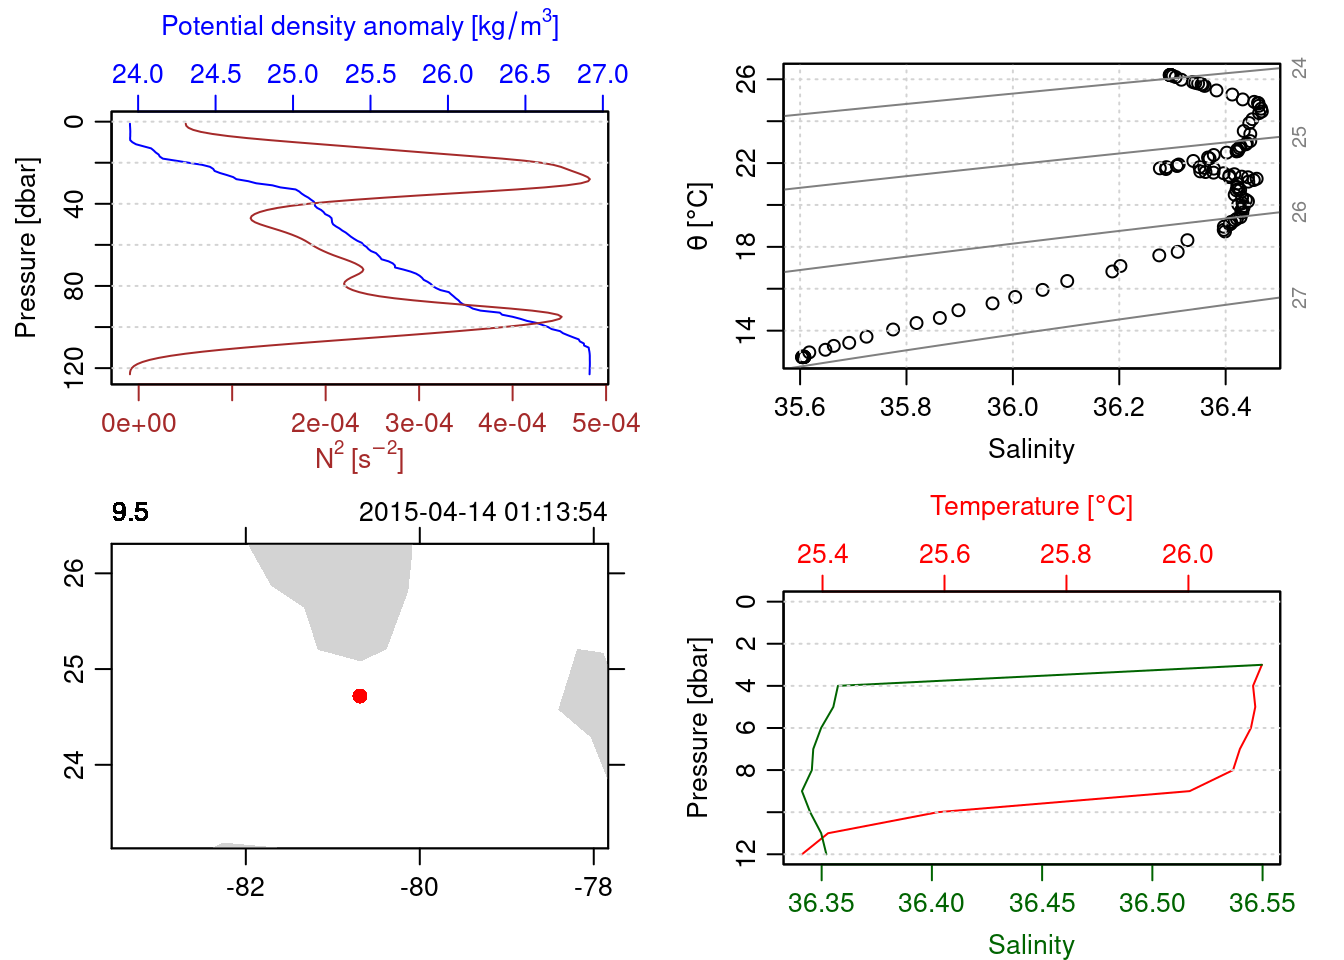 Potential density anomaly [kg/m³]
24.0 24.5 25.0 25.5 26.0 26.5 27.0
Pressure [dbar]
0 40 80 120
0e+00 2e-04 3e-04 4e-04 5e-04
N² [s⁻²]
θ [°C]
26 22 18 14
24
25
26
27
35.6 35.8 36.0 36.2 36.4
Salinity
9.5 2015-04-14 01:13:54
26
25
24
-82 -80 -78
Temperature [°C]
25.4 25.6 25.8 26.0
Pressure [dbar]
0 2 4 6 8 12
36.35 36.40 36.45 36.50 36.55
Salinity